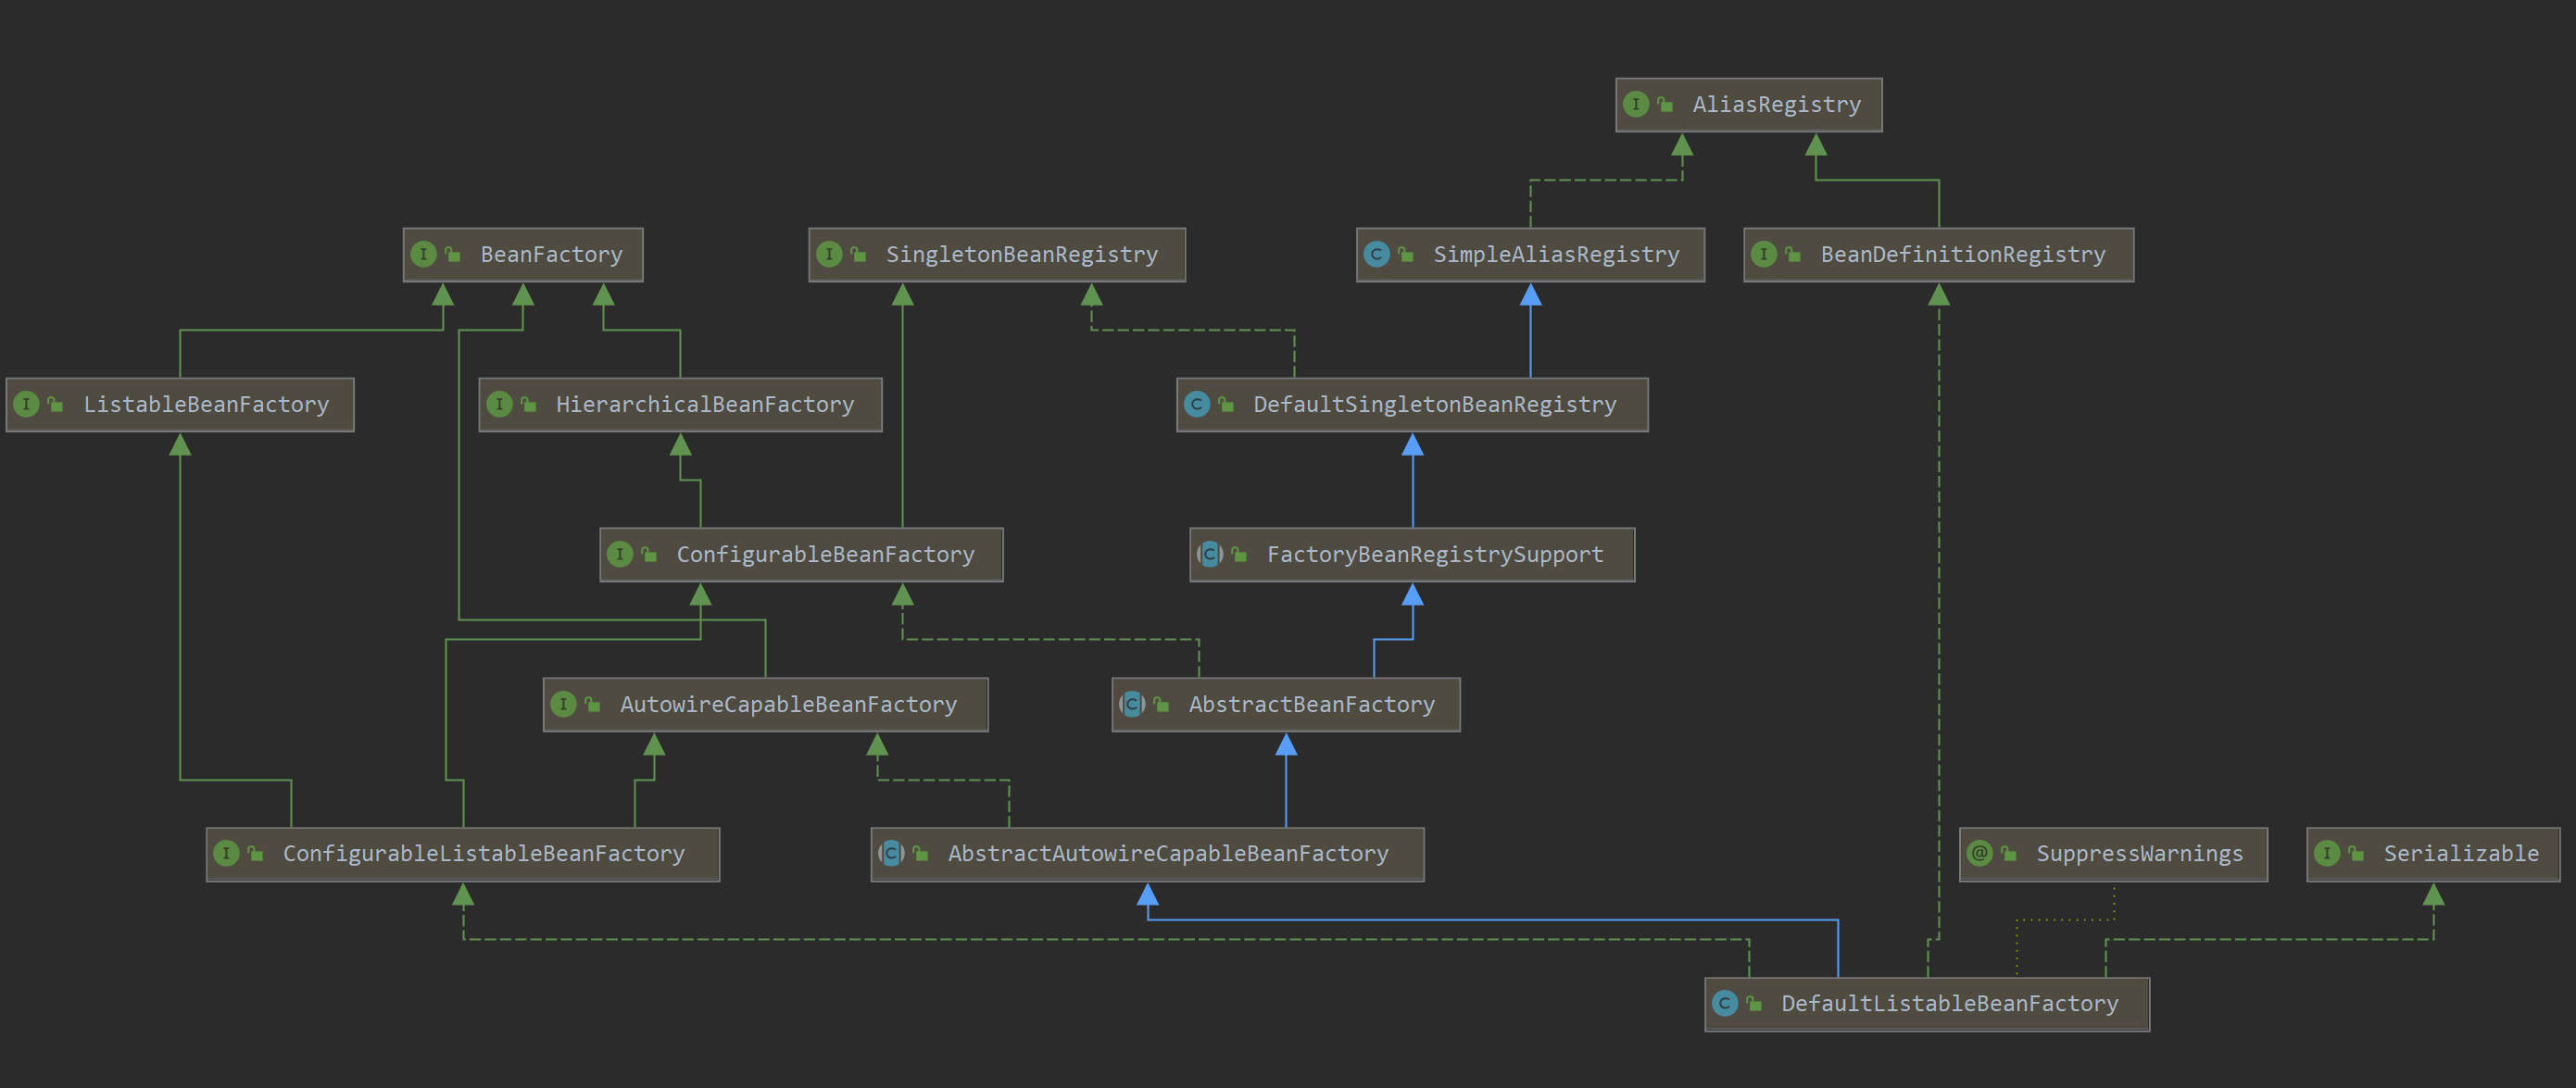 AliasRegistry
BeanFactory
SingletonBeanRegistry
SimpleAliasRegistry
BeanDefinitionRegistry
ListableBeanFactory
HierarchicalBeanFactory
DefaultSingletonBeanRegistry
ConfigurableBeanFactory
FactoryBeanRegistrySupport
AutowireCapableBeanFactory
AbstractBeanFactory
ConfigurableListableBeanFactory
AbstractAutowireCapableBeanFactory
SuppressWarnings
Serializable
DefaultListableBeanFactory